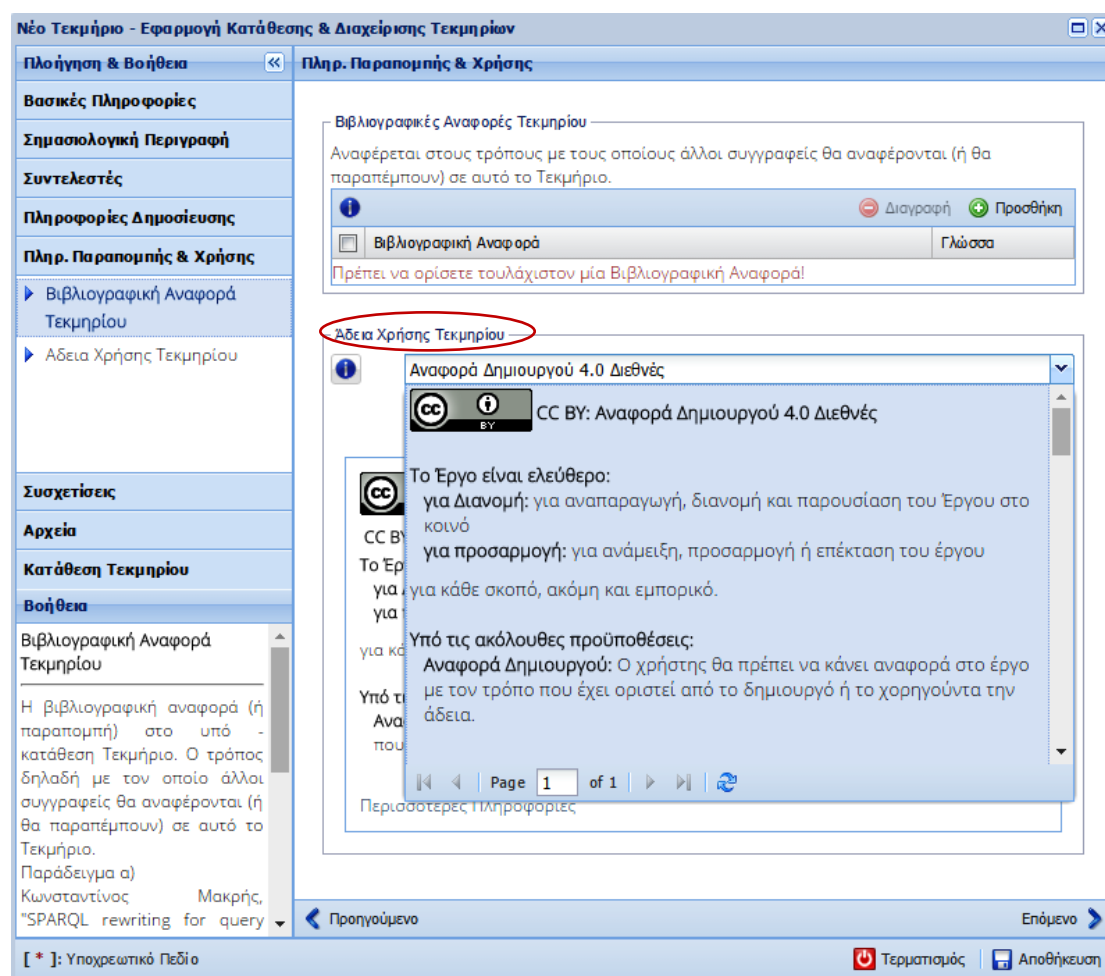 Νέο Τεκμήριο - Εφαρμογή Κατάθεσης & Διαχείρισης Τεκμηρίων
Πλοήγηση & Βοήθεια
Βασικές Πληροφορίες
Σημασιολογική Περιγραφή
Συντελεστές
Πληροφορίες Δημοσίευσης
Πληρ. Παραπομπής & Χρήσης
Βιβλιογραφική Αναφορά
Τεκμηρίου
Αδεια Χρήσης Τεκμηρίου
Συσχετίσεις
Αρχεία
Κατάθεση Τεκμηρίου
Βοήθεια
Βιβλιογραφική Αναφορά
Τεκμηρίου
Η βιβλιογραφική αναφορά (ή
παραπομπή) στο υπό -
κατάθεση Τεκμήριο. Ο τρόπος
δηλαδή με τον οποίο άλλοι
συγγραφείς θα αναφέρονται (ή
θα παραπέμπουν) σε αυτό το
Τεκμήριο.
Παράδειγμα α)
Κωνσταντίνος Μακρής,
"SPARQL rewriting for query
Πληρ. Παραπομπής & Χρήσης
Βιβλιογραφικές Αναφορές Τεκμηρίου
Αναφέρεται στους τρόπους με τους οποίους άλλοι συγγραφείς θα αναφέρονται (ή θα
παραπέμπουν) σε αυτό το Τεκμήριο.
Διαγραφή Προσθήκη
Βιβλιογραφική Αναφορά Γλώσσα
Πρέπει να ορίσετε τουλάχιστον μία Βιβλιογραφική Αναφορά!
Άδεια Χρήσης Τεκμηρίου
Αναφορά Δημιουργού 4.0 Διεθνές
cc BY CC BY: Αναφορά Δημιουργού 4.0 Διεθνές
Το Έργο είναι ελεύθερο:
για Διανομή: για αναπαραγωγή, διανομή και παρουσίαση του Έργου στο
κοινό
για προσαρμογή: για ανάμειξη, προσαρμογή ή επέκταση του έργου
για κάθε σκοπό, ακόμη και εμπορικό.
Υπό τις ακόλουθες προϋποθέσεις:
Αναφορά Δημιουργού: Ο χρήστης θα πρέπει να κάνει αναφορά στο έργο
με τον τρόπο που έχει οριστεί από το δημιουργό ή το χορηγούντα την
άδεια.
Page 1 of 1
cc
CC
Το
για
για
για
Υπό
που
Περισσότερες Πληροφορίες
Προηγούμενο Επόμενο
[ * ]: Υποχρεωτικό Πεδίο Τερματισμός Αποθήκευση